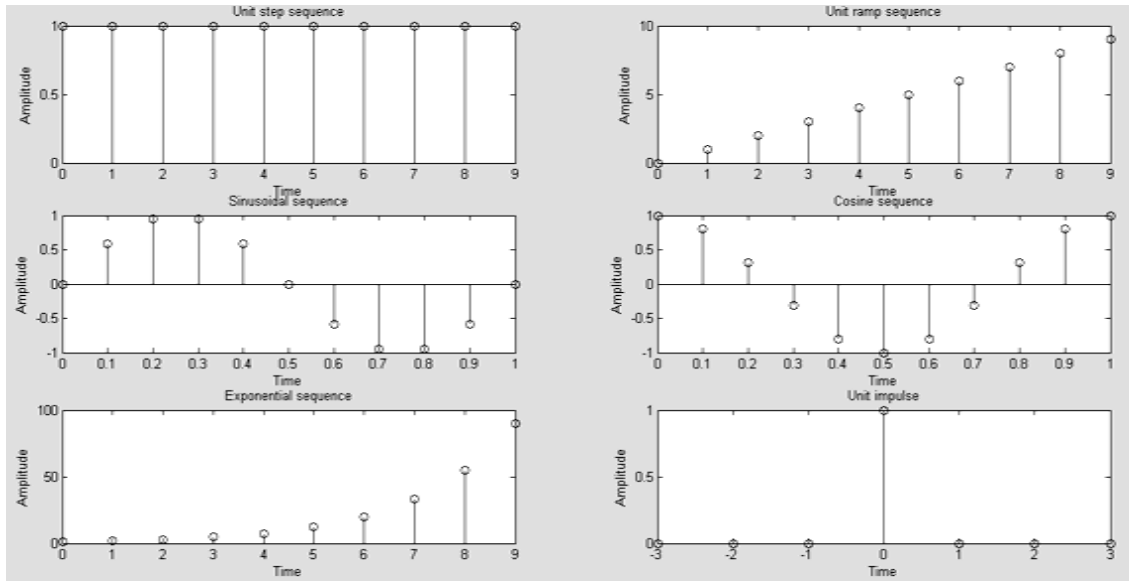 Unit step sequence
1
0.5
0
Amplitude
0 1 2 3 4 5 6 7 8 9
Time
Unit ramp sequence
10
5
0
Amplitude
0 1 2 3 4 5 6 7 8 9
Time
Sinusoidal sequence
1
0.5
0
-0.5
-1
Amplitude
0 0.1 0.2 0.3 0.4 0.5 0.6 0.7 0.8 0.9 1
Time
Cosine sequence
1
0.5
0
-0.5
-1
Amplitude
0 0.1 0.2 0.3 0.4 0.5 0.6 0.7 0.8 0.9 1
Time
Exponential sequence
100
50
0
Amplitude
0 1 2 3 4 5 6 7 8 9
Time
Unit impulse
1
0.5
0
Amplitude
-3 -2 -1 0 1 2 3
Time